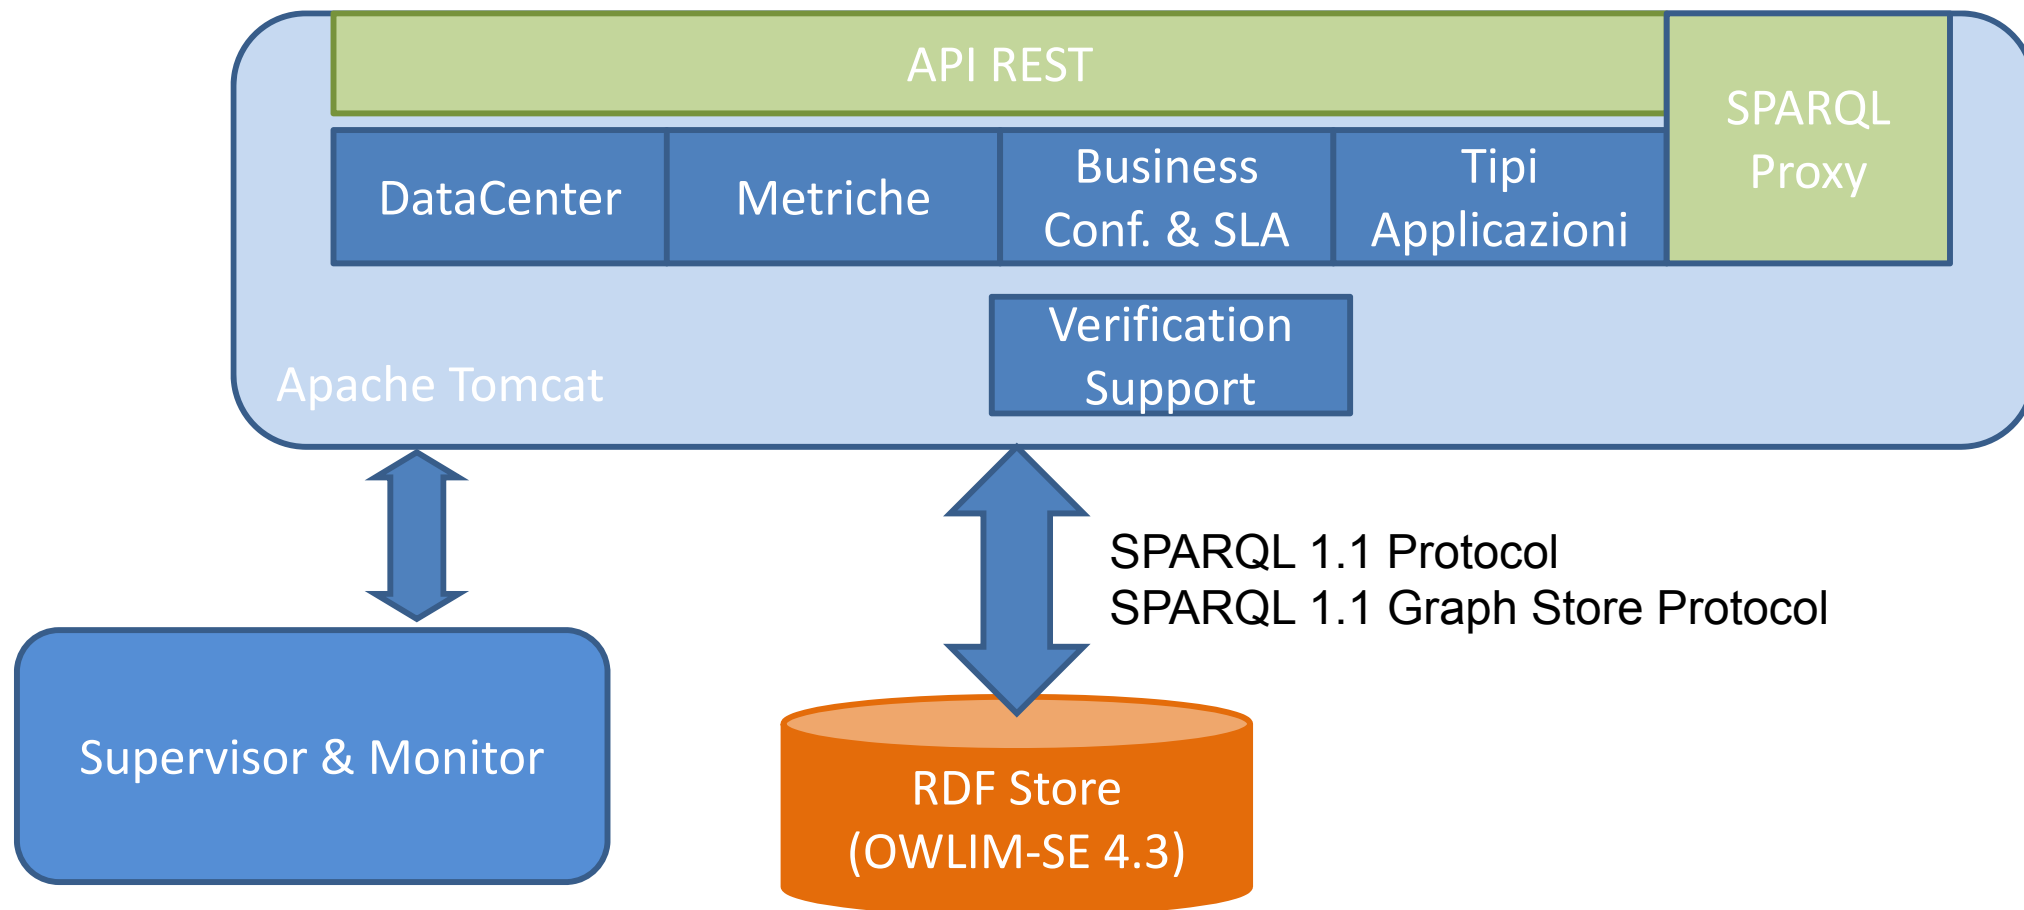 API REST
SPARQL
Proxy
DataCenter
Metriche
Business
Conf. & SLA
Tipi
Applicazioni
Verification
Support
Apache Tomcat
SPARQL 1.1 Protocol
SPARQL 1.1 Graph Store Protocol
Supervisor & Monitor
RDF Store
(OWLIM-SE 4.3)